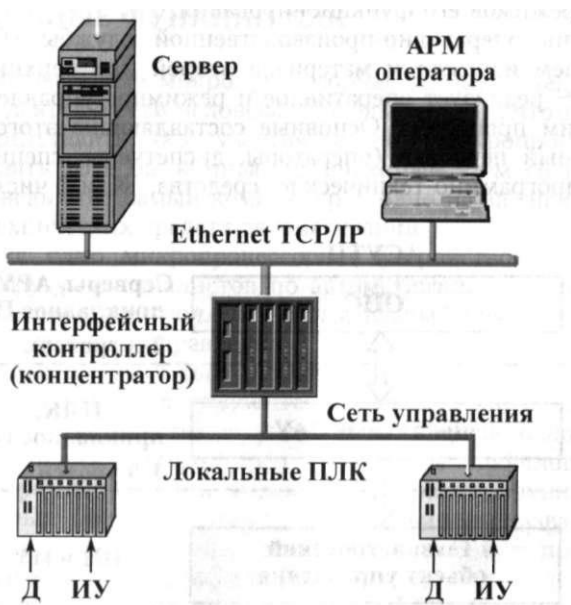 Сервер
АРМ
оператора
Ethernet TCP/IP
Интерфейсный
контроллер
(концентратор)
Сеть управления
Локальные ПЛК
Д ИУ
Д ИУ